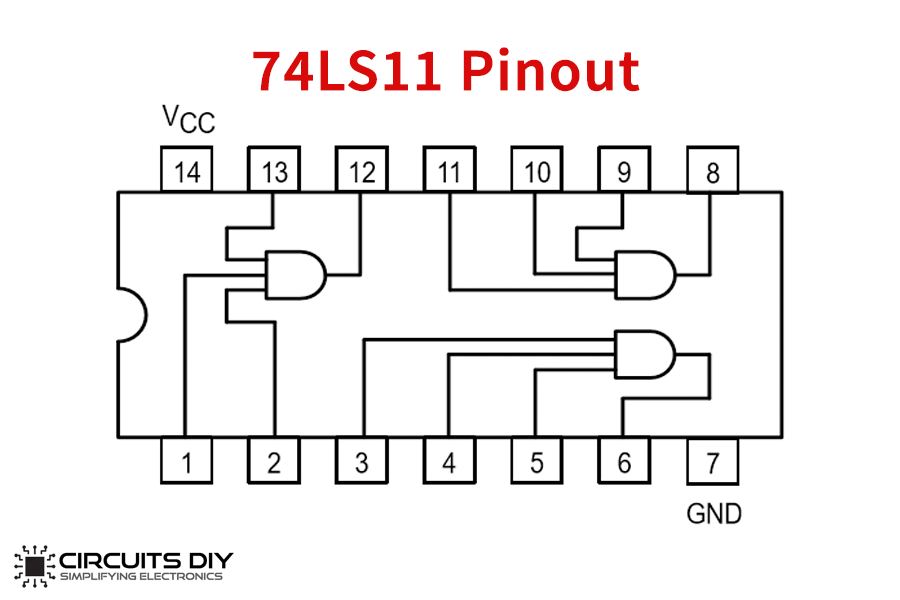 74LS11 Pinout
VCC
14 13 12 11 10 9 8
1 2 3 4 5 6 7
GND
CIRCUITS DIY
SIMPLIFYING ELECTRONICS